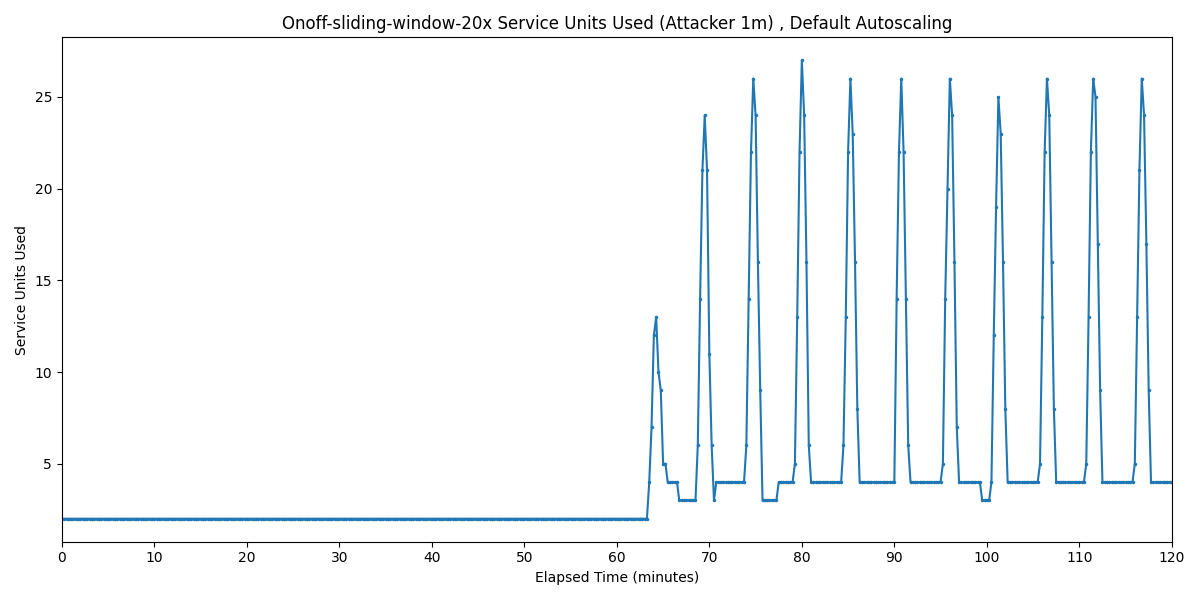 Onoff-sliding-window-20x Service Units Used (Attacker 1m) , Default Autoscaling
Service Units Used
25
20
15
10
5
0 10 20 30 40 50 60 70 80 90 100 110 120
Elapsed Time (minutes)